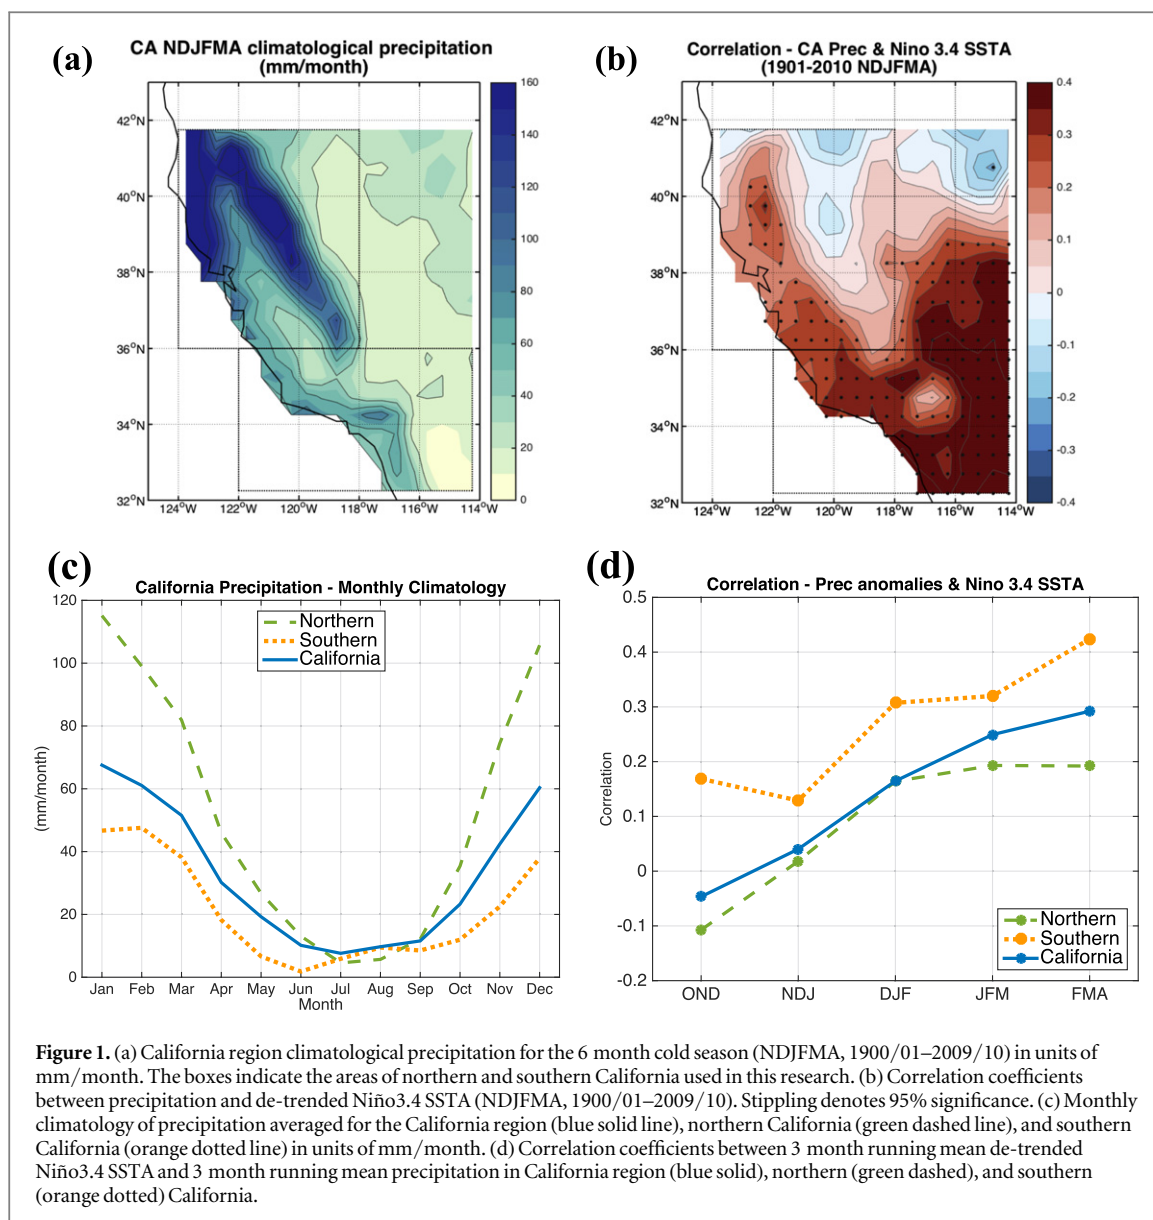 (a)
CA NDJFMA climatological precipitation
(mm/month)
42°N
40°N
38°N
36°N
34°N
32°N
124°W 122°W 120°W 118°W 116°W 114°W
160
140
120
100
80
60
40
20
0
(b)
Correlation - CA Prec & Nino 3.4 SSTA
(1901-2010 NDJFMA)
42°N
40°N
38°N
36°N
34°N
32°N
124°W 122°W 120°W 118°W 116°W 114°W
0.4
0.3
0.2
0.1
0
-0.1
-0.2
-0.3
-0.4
(c)
California Precipitation - Monthly Climatology
(mm/month)
120
100
80
60
40
20
0
Northern
Southern
California
Jan Feb Mar Apr May Jun Jul Aug Sep Oct Nov Dec
Month
(d)
Correlation - Prec anomalies & Nino 3.4 SSTA
Correlation
0.5
0.4
0.3
0.2
0.1
0
-0.1
-0.2
Northern
Southern
California
OND NDJ DJF JFM FMA
Figure 1. (a) California region climatological precipitation for the 6 month cold season (NDJFMA, 1900/01–2009/10) in units of
mm/month. The boxes indicate the areas of northern and southern California used in this research. (b) Correlation coefficients
between precipitation and de-trended Niño3.4 SSTA (NDJFMA, 1900/01–2009/10). Stippling denotes 95% significance. (c) Monthly
climatology of precipitation averaged for the California region (blue solid line), northern California (green dashed line), and southern
California (orange dotted line) in units of mm/month. (d) Correlation coefficients between 3 month running mean de-trended
Niño3.4 SSTA and 3 month running mean precipitation in California region (blue solid), northern (green dashed), and southern
(orange dotted) California.